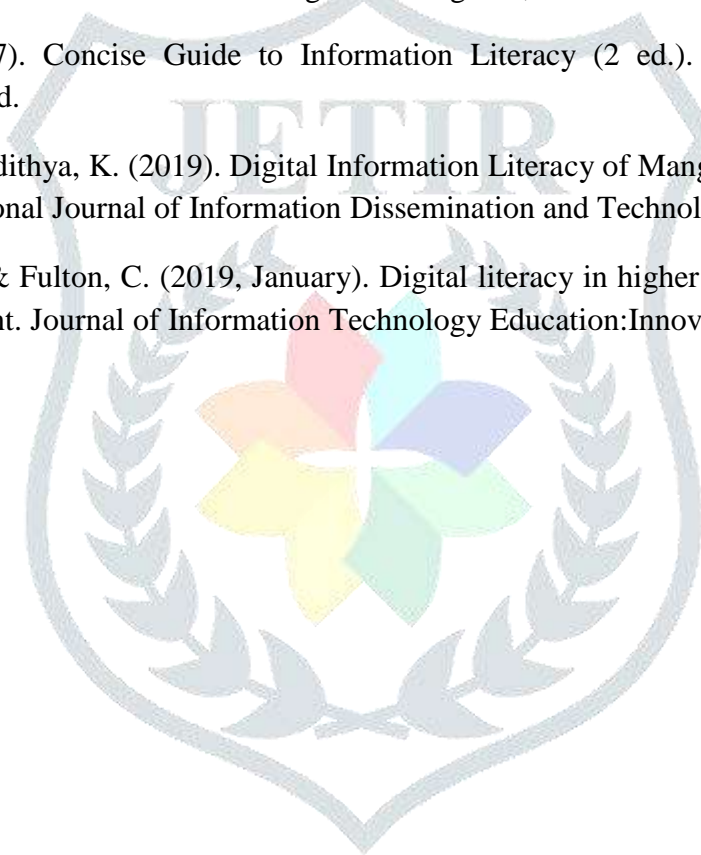 7). Concise Guide to Information Literacy (2 ed.).
d.
dithya, K. (2019). Digital Information Literacy of Mang
onal Journal of Information Dissemination and Technol
& Fulton, C. (2019, January). Digital literacy in higher
nt. Journal of Information Technology Education:Innov
JETIR